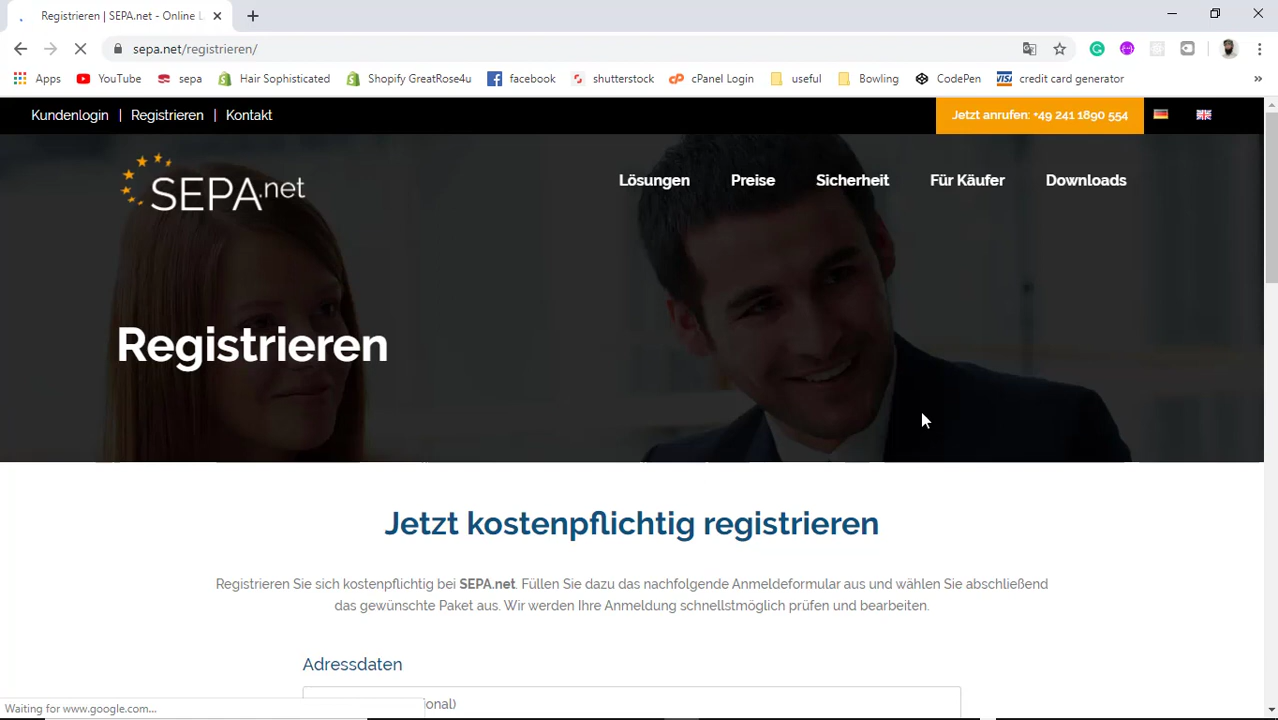 Registrieren | SEPA.net - Online L
sepa.net/registrieren/
Apps YouTube sepa Hair Sophisticated Shopify GreatRose4u facebook shutterstock cPanel Login useful Bowling CodePen credit card generator »
Kundenlogin | Registrieren | Kontakt Jetzt anrufen: +49 241 1890 554
SEPA.net Lösungen Preise Sicherheit Für Käufer Downloads
Registrieren
Jetzt kostenpflichtig registrieren
Registrieren Sie sich kostenpflichtig bei SEPA.net. Füllen Sie dazu das nachfolgende Anmeldeformular aus und wählen Sie abschließend
das gewünschte Paket aus. Wir werden Ihre Anmeldung schnellstmöglich prüfen und bearbeiten.
Adressdaten
ional)
Waiting for www.google.com...